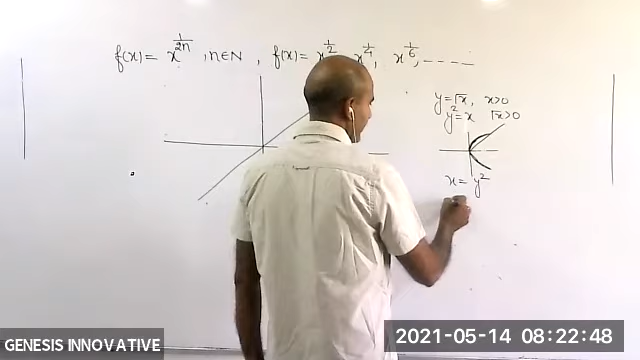 f(x) = x^{1/2n}, n∈N, f(x) = x^{1/2}, x^{1/4}, x^{1/6}, -----
y = √x, x>0
y² = x √x>0
x = y²
GENESIS INNOVATIVE
2021-05-14 08:22:48